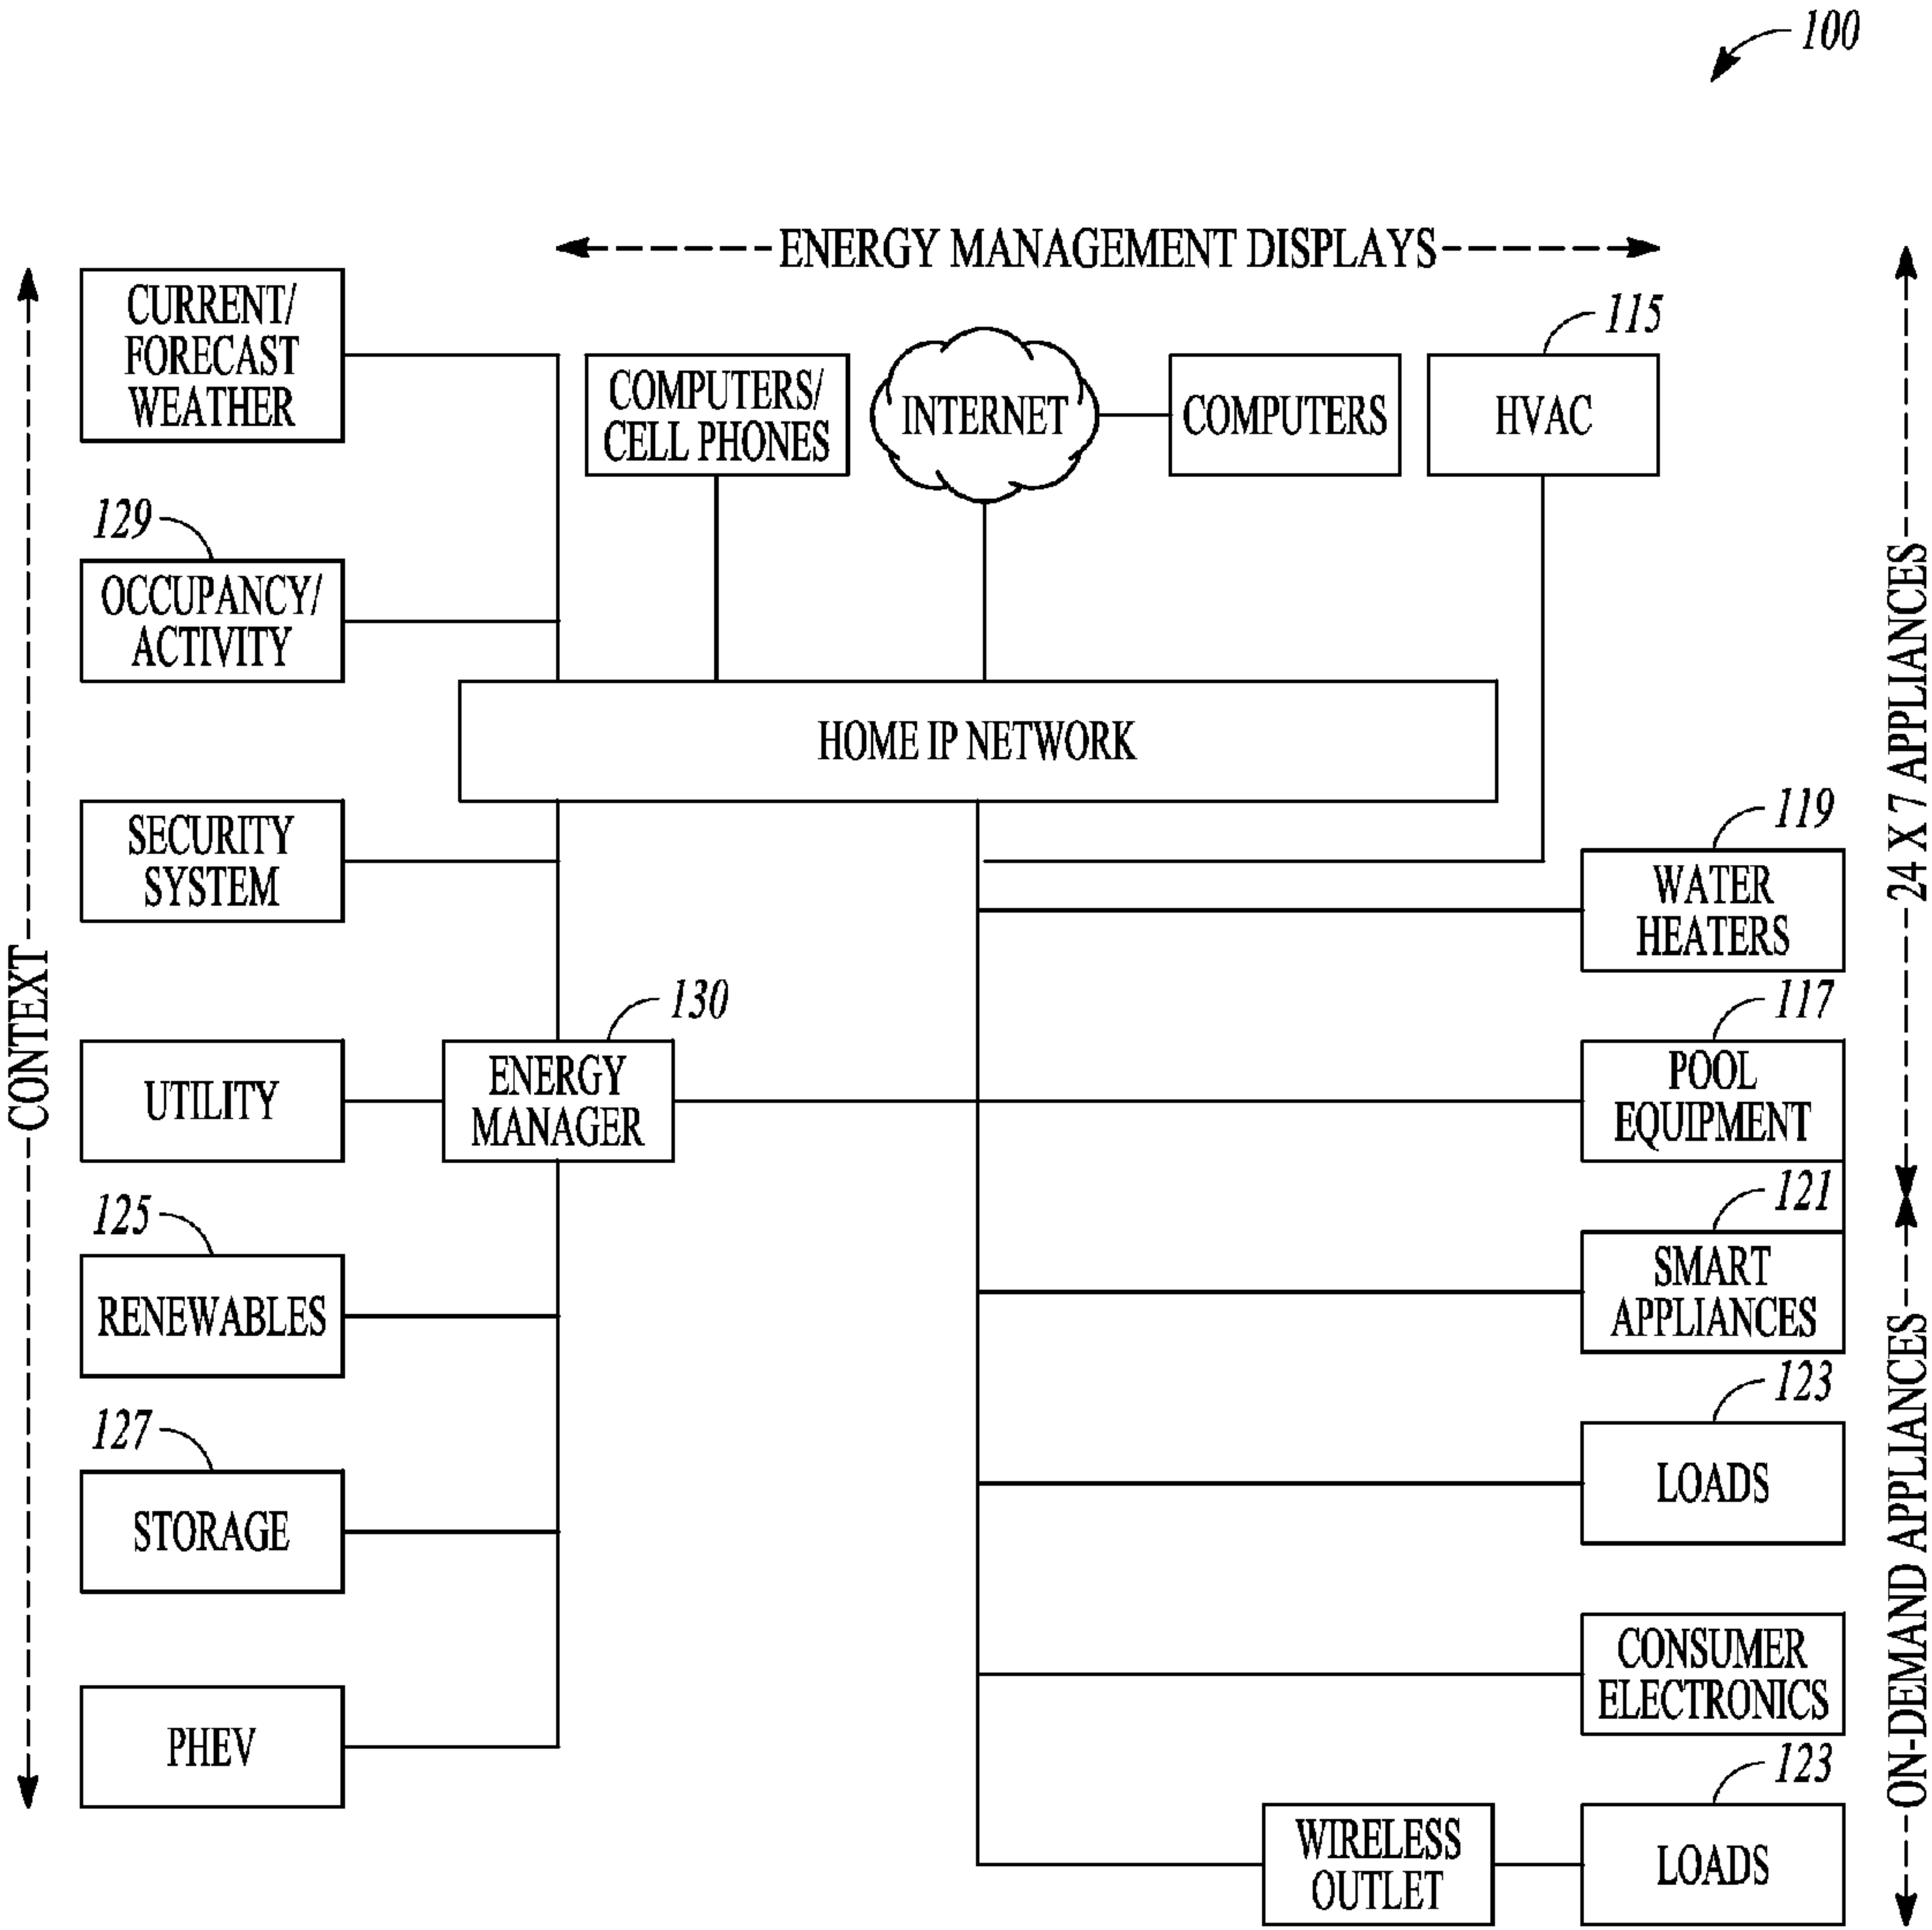 100
ENERGY MANAGEMENT DISPLAYS
CURRENT/
FORECAST
WEATHER
COMPUTERS/
CELL PHONES
INTERNET
COMPUTERS
115
HVAC
129
OCCUPANCY/
ACTIVITY
HOME IP NETWORK
SECURITY
SYSTEM
119
WATER
HEATERS
24 X 7 APPLIANCES
CONTEXT
UTILITY
130
ENERGY
MANAGER
117
POOL
EQUIPMENT
125
RENEWABLES
121
SMART
APPLIANCES
127
STORAGE
123
LOADS
ON-DEMAND APPLIANCES
PHEV
CONSUMER
ELECTRONICS
WIRELESS
OUTLET
123
LOADS